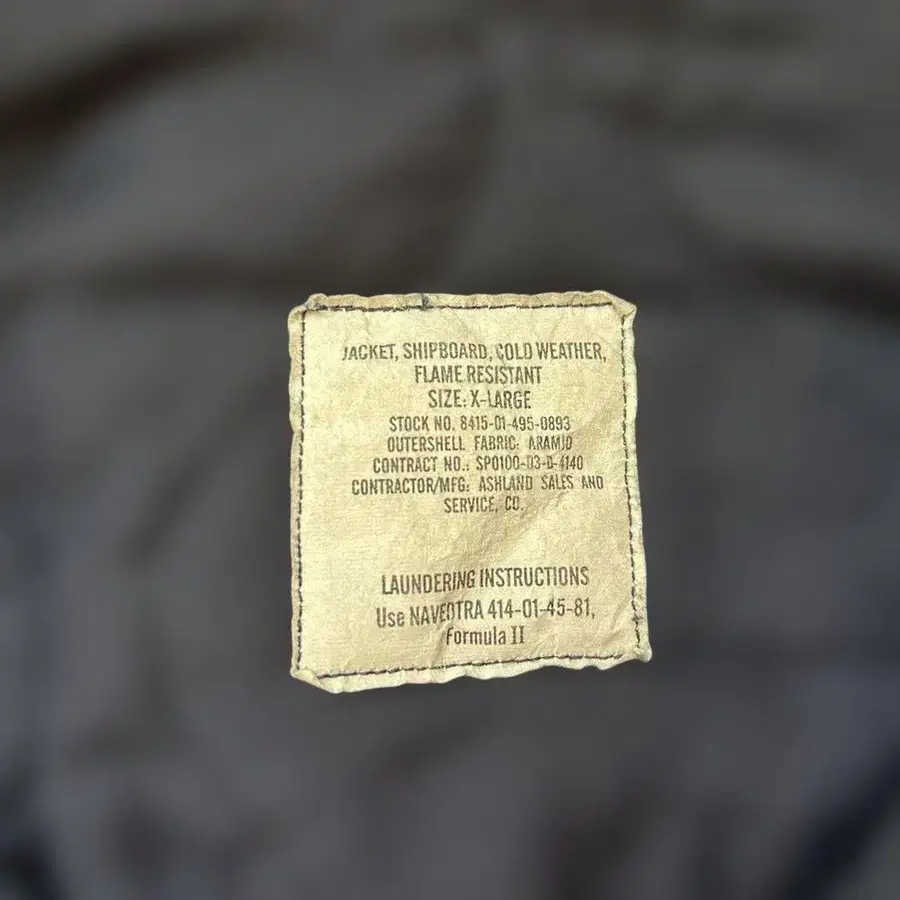 JACKET, SHIPBOARD, COLD WEATHER,
FLAME RESISTANT
SIZE: X-LARGE
STOCK NO. 8415-01-495-0893
OUTERSHELL FABRIC: ARAMID
CONTRACT NO.: SP0100-03-D-4140
CONTRACTOR/MFG: ASHLAND SALES AND
SERVICE, CO.
LAUNDERING INSTRUCTIONS
Use NAVEDTRA 414-01-45-81,
Formula II